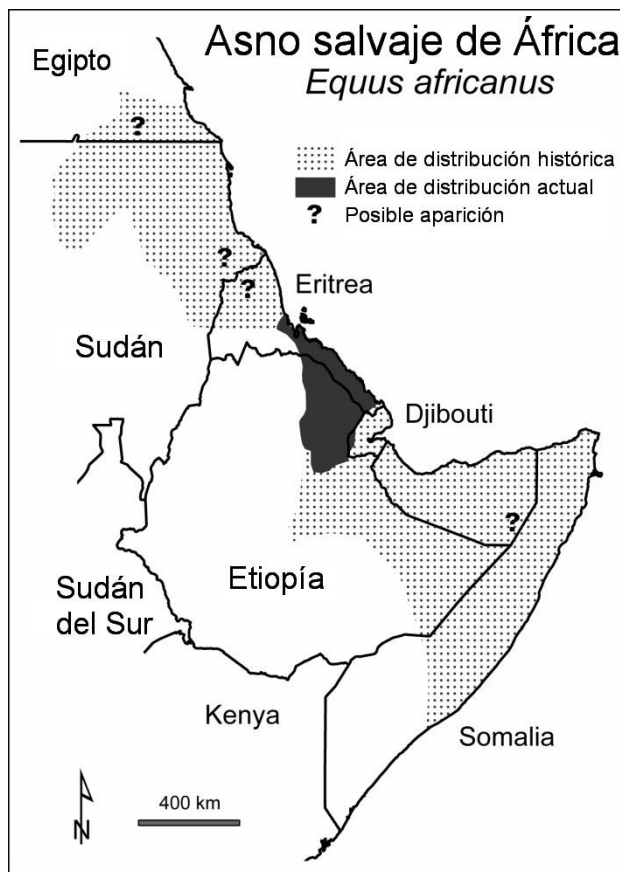 Asno salvaje de África
Equus africanus
Egipto
?
Área de distribución histórica
Área de distribución actual
? Posible aparición
?
?
Eritrea
Sudán
Djibouti
?
Etiopía
Sudán
del Sur
Kenya
Somalia
400 km
N